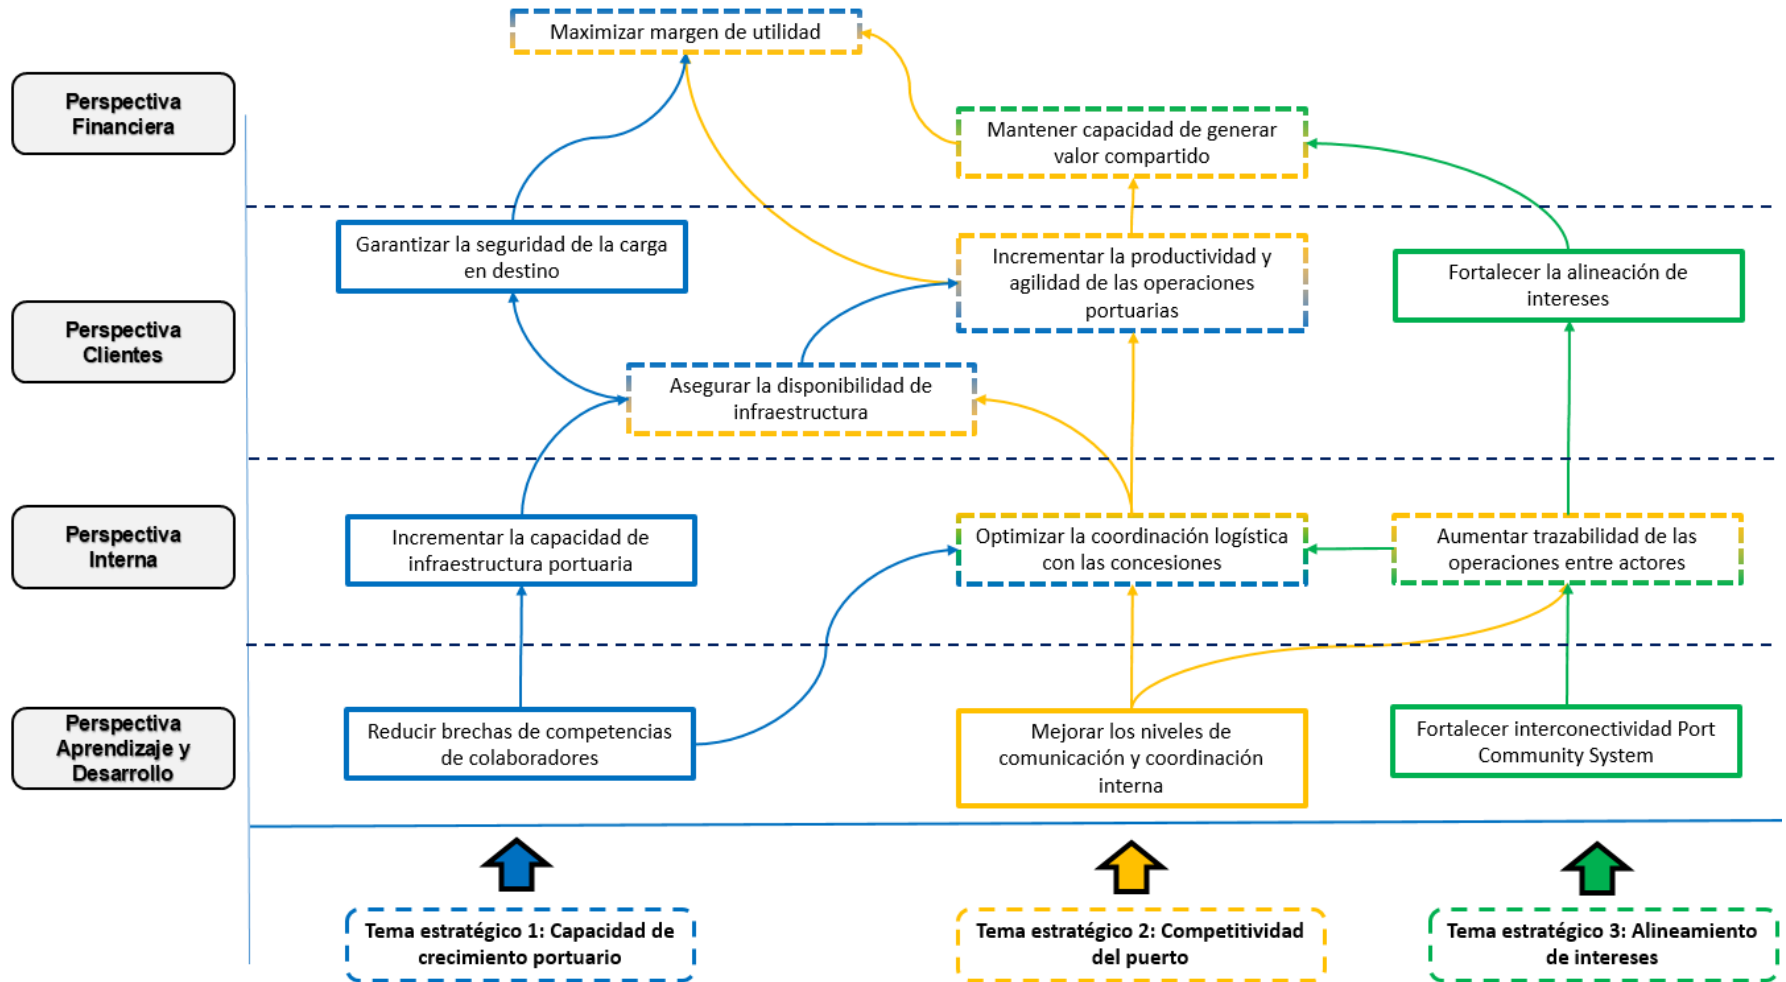 Maximizar margen de utilidad
Perspectiva
Financiera
Mantener capacidad de generar
valor compartido
Garantizar la seguridad de la carga
en destino
Incrementar la productividad y
agilidad de las operaciones
portuarias
Fortalecer la alineación de
intereses
Perspectiva
Clientes
Asegurar la disponibilidad de
infraestructura
Perspectiva
Interna
Incrementar la capacidad de
infraestructura portuaria
Optimizar la coordinación logística
con las concesiones
Aumentar trazabilidad de las
operaciones entre actores
Perspectiva
Aprendizaje y
Desarrollo
Reducir brechas de competencias
de colaboradores
Mejorar los niveles de
comunicación y coordinación
interna
Fortalecer interconectividad Port
Community System
Tema estratégico 1: Capacidad de
crecimiento portuario
Tema estratégico 2: Competitividad
del puerto
Tema estratégico 3: Alineamiento
de intereses